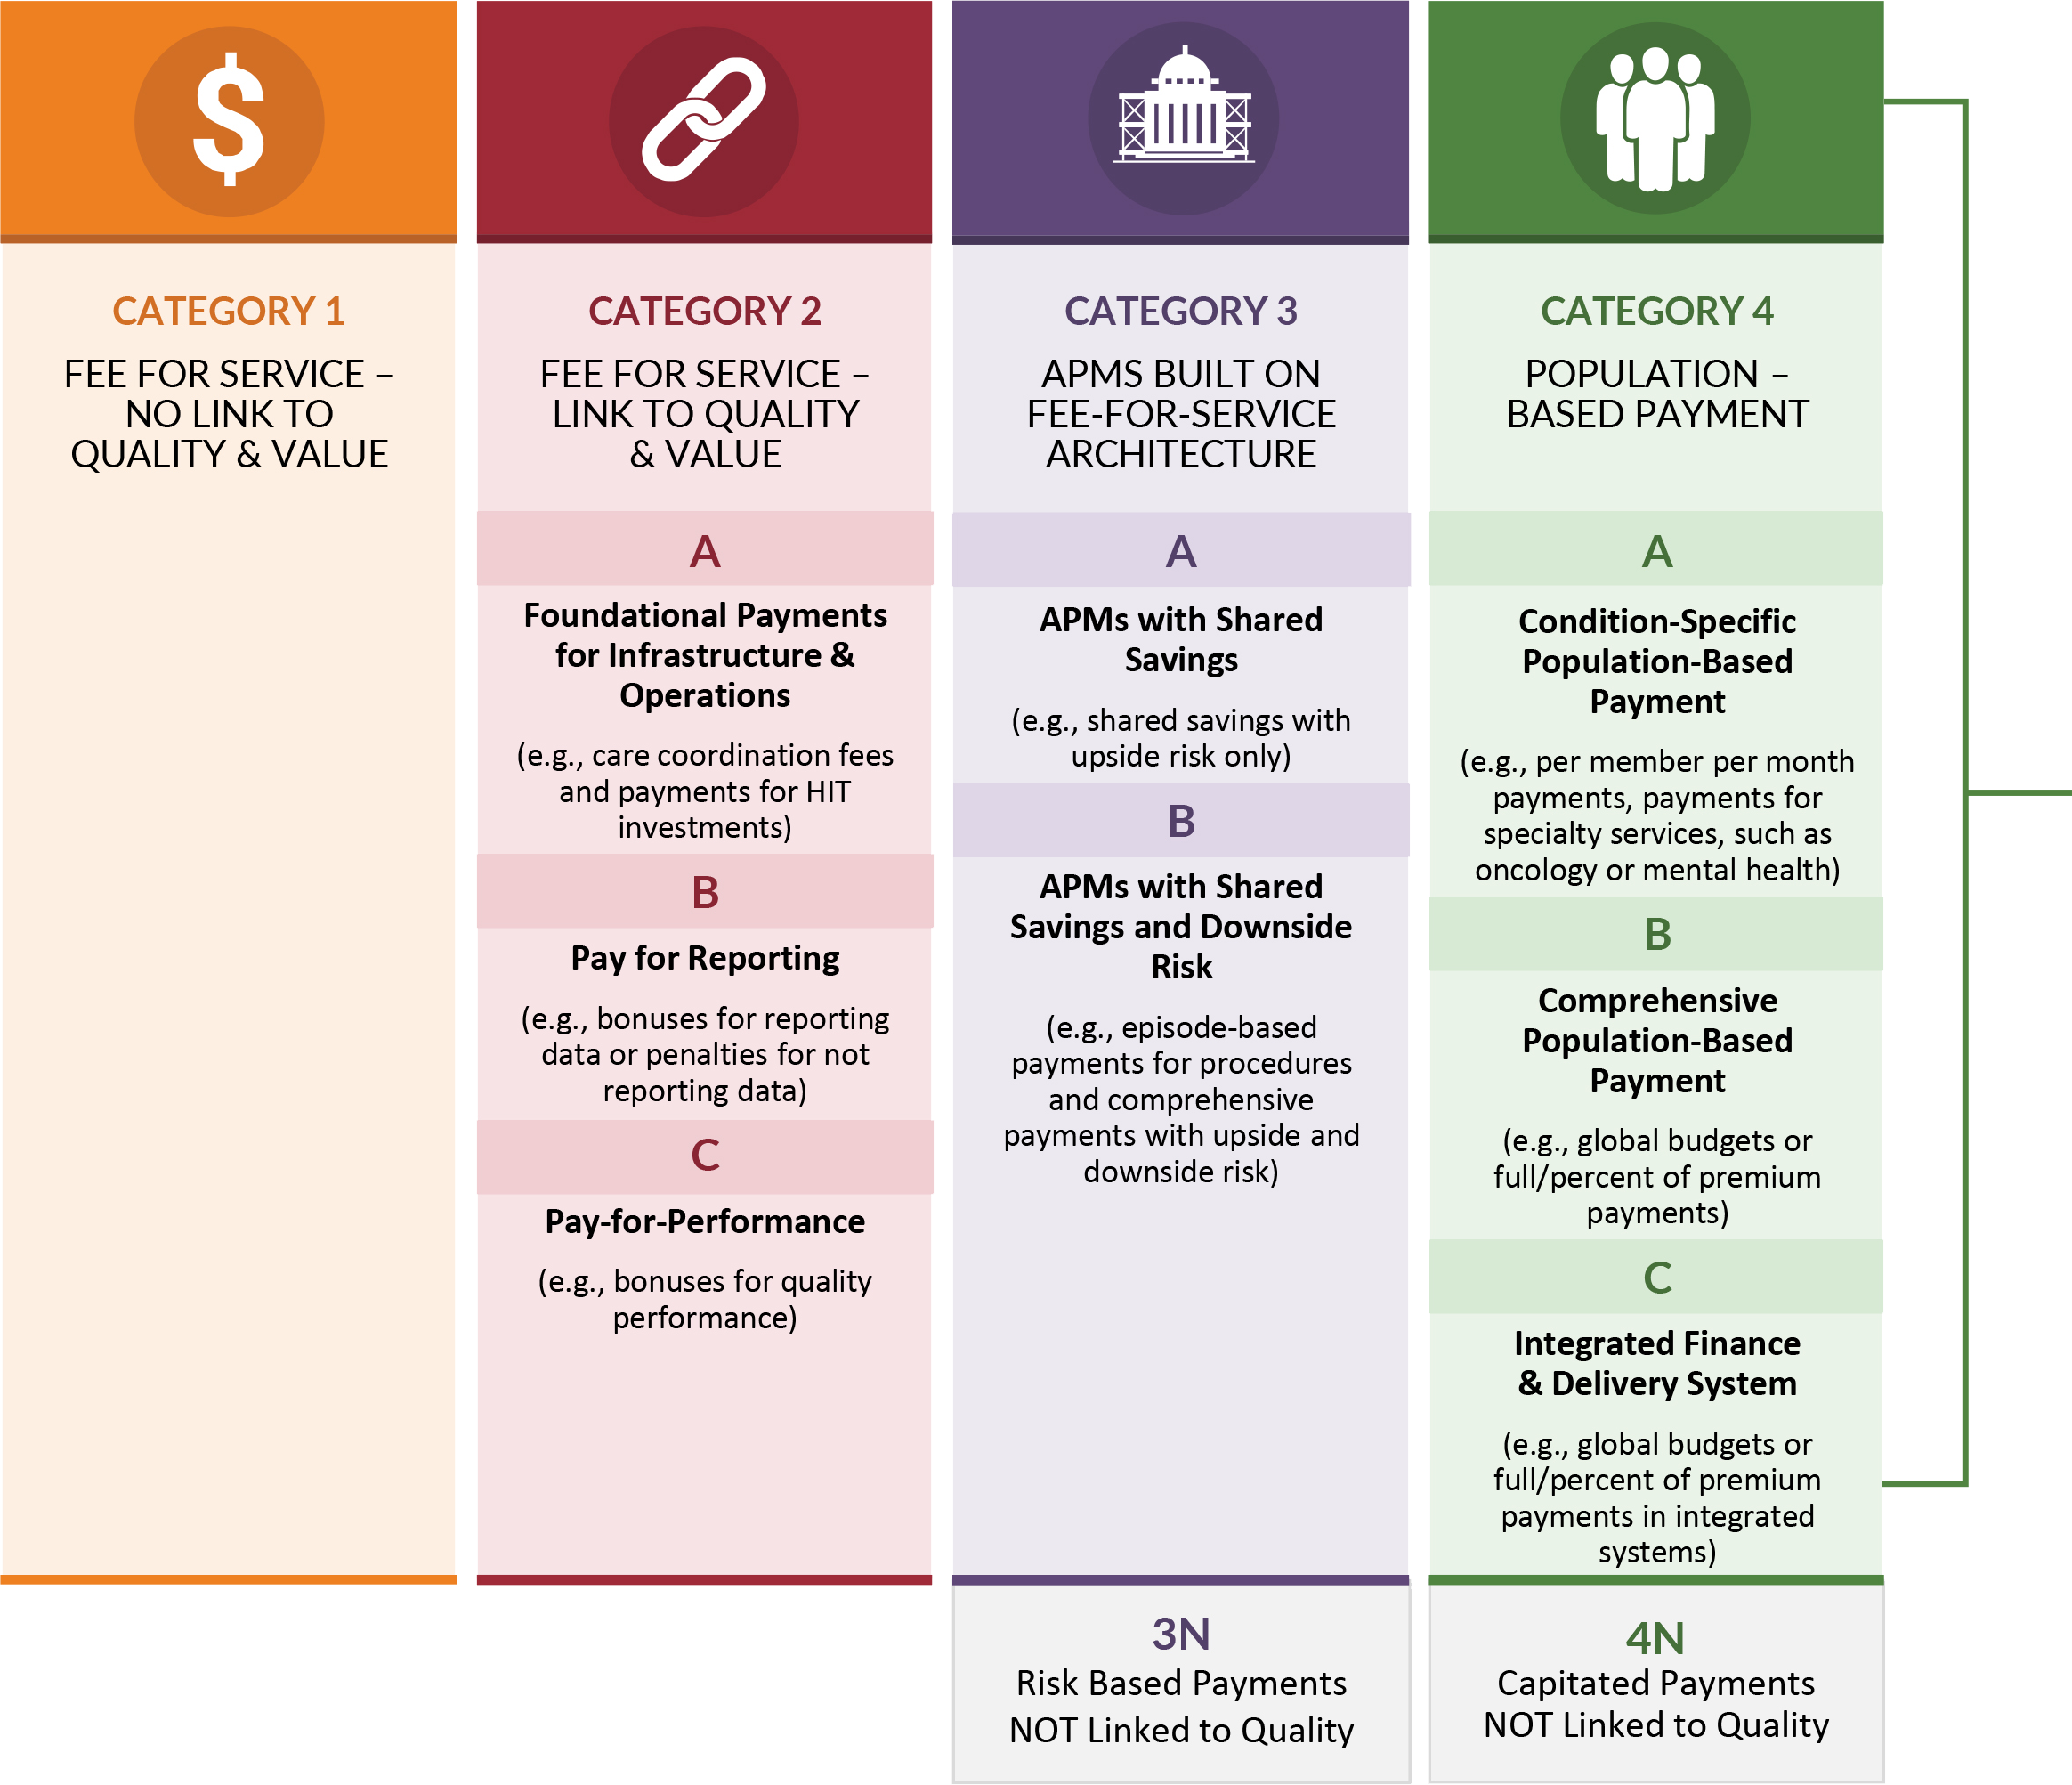 $
CATEGORY 1
FEE FOR SERVICE –
NO LINK TO
QUALITY & VALUE
CATEGORY 2
FEE FOR SERVICE –
LINK TO QUALITY
& VALUE
A
Foundational Payments
for Infrastructure &
Operations
(e.g., care coordination fees
and payments for HIT
investments)
B
Pay for Reporting
(e.g., bonuses for reporting
data or penalties for not
reporting data)
C
Pay-for-Performance
(e.g., bonuses for quality
performance)
CATEGORY 3
APMS BUILT ON
FEE-FOR-SERVICE
ARCHITECTURE
A
APMs with Shared
Savings
(e.g., shared savings with
upside risk only)
B
APMs with Shared
Savings and Downside
Risk
(e.g., episode-based
payments for procedures
and comprehensive
payments with upside and
downside risk)
3N
Risk Based Payments
NOT Linked to Quality
CATEGORY 4
POPULATION –
BASED PAYMENT
A
Condition-Specific
Population-Based
Payment
(e.g., per member per month
payments, payments for
specialty services, such as
oncology or mental health)
B
Comprehensive
Population-Based
Payment
(e.g., global budgets or
full/percent of premium
payments)
C
Integrated Finance
& Delivery System
(e.g., global budgets or
full/percent of premium
payments in integrated
systems)
4N
Capitated Payments
NOT Linked to Quality